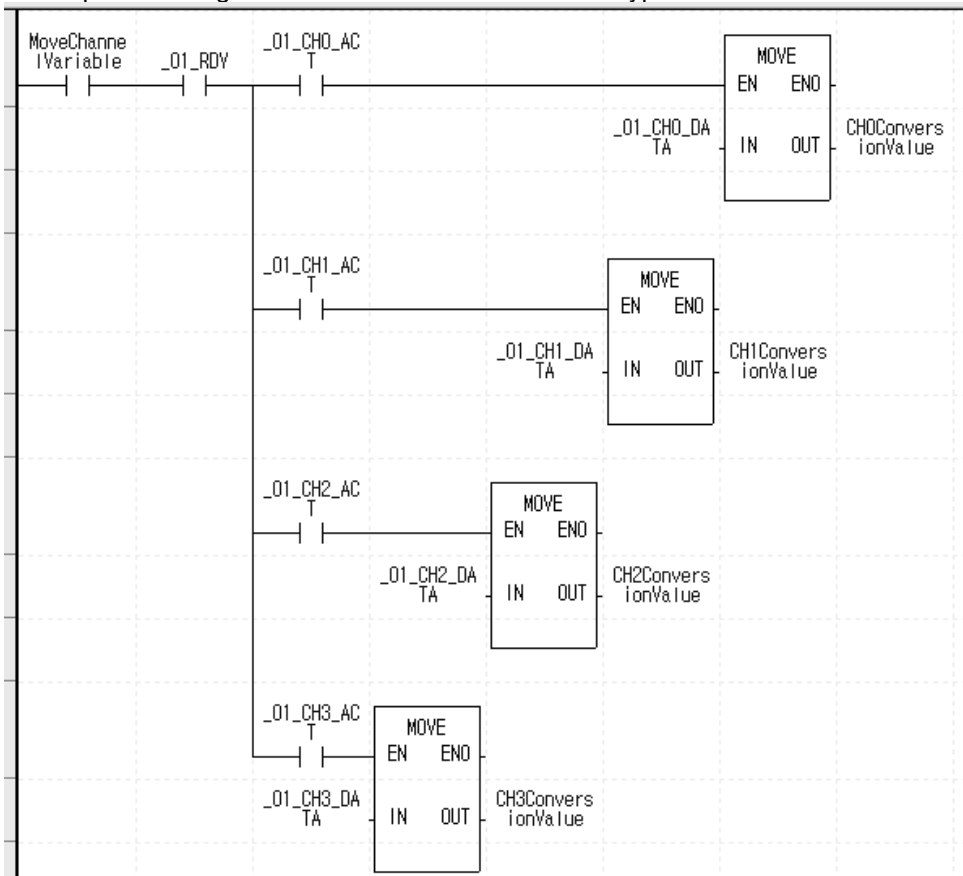 MoveChanne
lVariable
_01_RDY
_01_CH0_AC
T
MOVE
EN ENO
_01_CH0_DA
TA
IN OUT
CH0Convers
ionValue
_01_CH1_AC
T
MOVE
EN ENO
_01_CH1_DA
TA
IN OUT
CH1Convers
ionValue
_01_CH2_AC
T
MOVE
EN ENO
_01_CH2_DA
TA
IN OUT
CH2Convers
ionValue
_01_CH3_AC
T
MOVE
EN ENO
_01_CH3_DA
TA
IN OUT
CH3Convers
ionValue